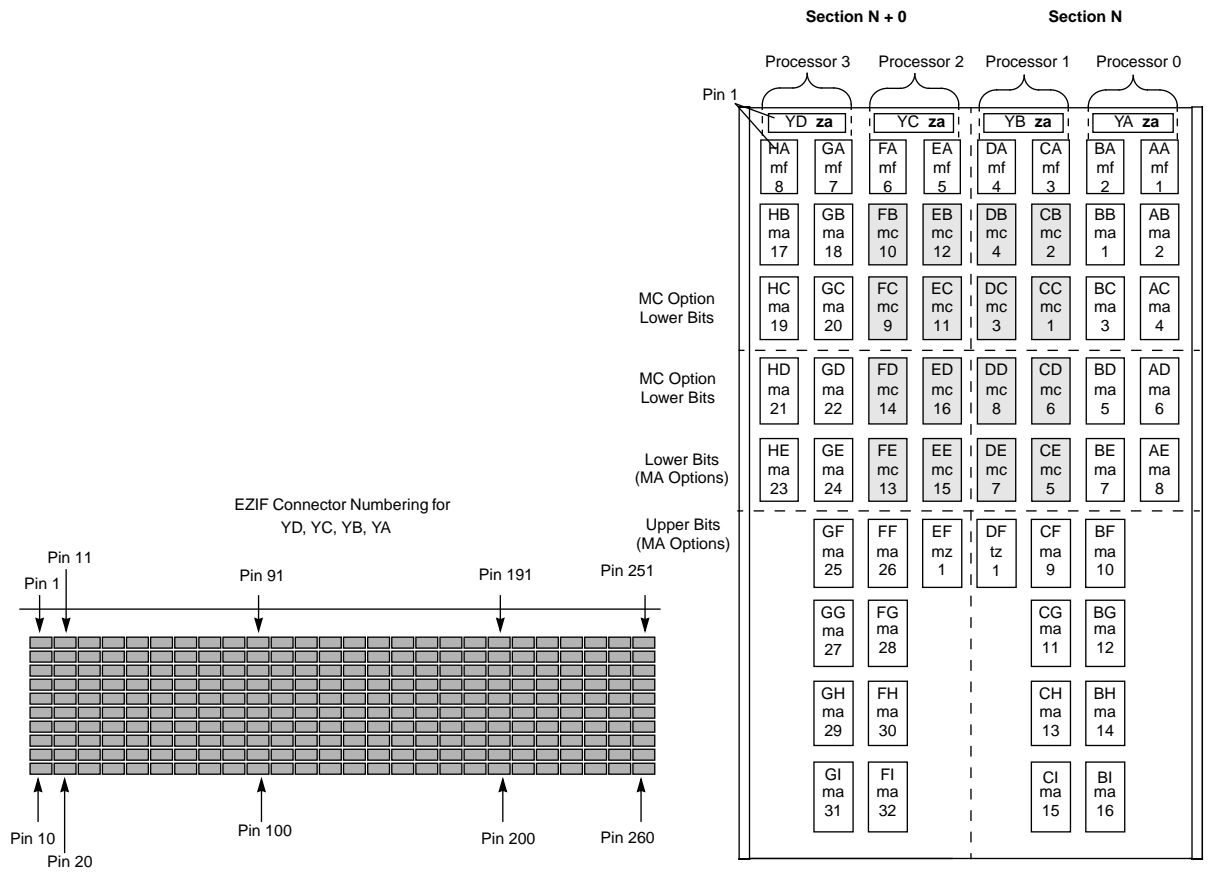 Section N + 0 Section N
Processor 3 Processor 2 Processor 1 Processor 0
Pin 1
YD za YC za YB za YA za
HA GA FA EA DA CA BA AA
mf mf mf mf mf mf mf mf
8 7 6 5 4 3 2 1
HB GB FB EB DB CB BB AB
ma ma mc mc mc mc ma ma
17 18 10 12 4 2 1 2
MC Option
Lower Bits
HC GC FC EC DC CC BC AC
ma ma mc mc mc mc ma ma
19 20 9 11 3 1 3 4
MC Option
Lower Bits
HD GD FD ED DD CD BD AD
ma ma mc mc mc mc ma ma
21 22 14 16 8 6 5 6
Lower Bits
(MA Options)
HE GE FE EE DE CE BE AE
ma ma mc mc mc mc ma ma
23 24 13 15 7 5 7 8
Upper Bits
(MA Options)
GF FF EF DF CF BF
ma ma mz tz ma ma
25 26 1 1 9 10
GG FG CG BG
ma ma ma ma
27 28 11 12
GH FH CH BH
ma ma ma ma
29 30 13 14
GI FI CI BI
ma ma ma ma
31 32 15 16
EZIF Connector Numbering for
YD, YC, YB, YA
Pin 1 Pin 11 Pin 91 Pin 191 Pin 251
Pin 10 Pin 20 Pin 100 Pin 200 Pin 260